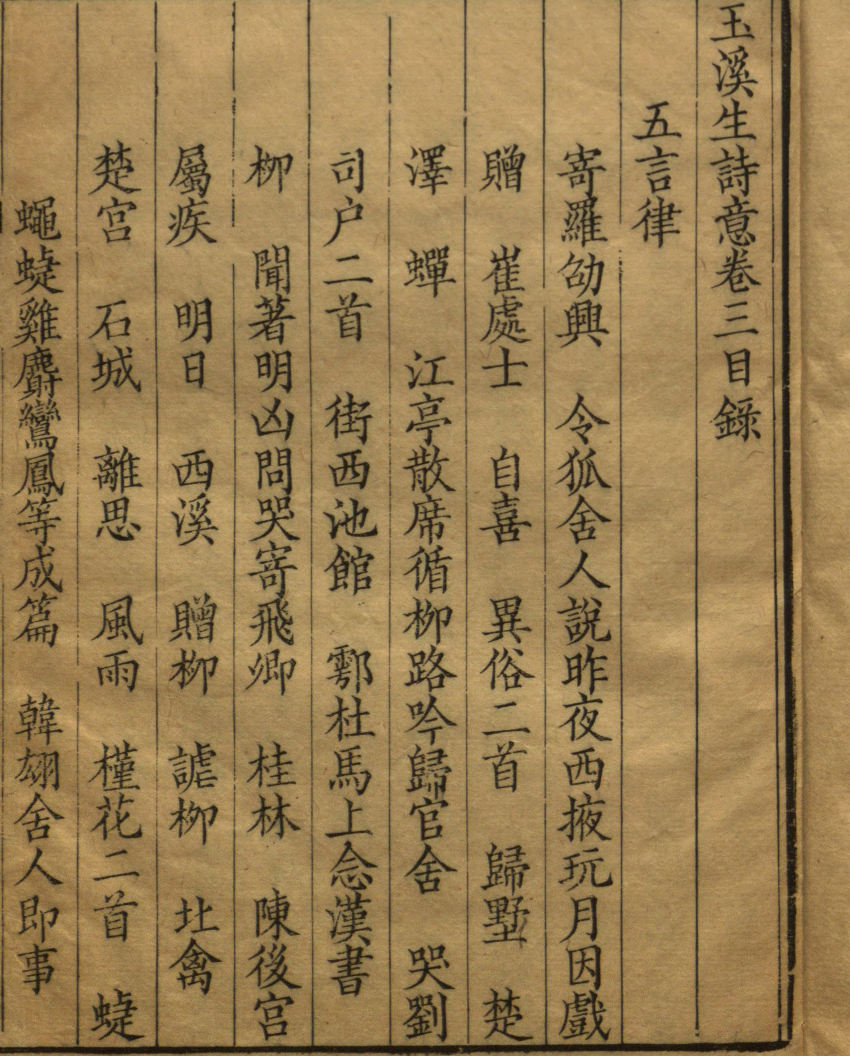 玉溪生詩意卷三目錄
五言律
寄羅劭興　令狐舍人說昨夜西掖玩月因戲
贈　崔處士　自喜　異俗二首　歸墅　楚
澤　蟬　江亭散席循柳路吟歸官舍　哭劉
司户二首　街西池館　鄠杜馬上念漢書
柳　聞著明凶問哭寄飛卿　桂林　陳後宮
屬疾　明日　西溪　贈柳　謔柳　北禽
楚宮　石城　離思　風雨　槿花二首　蜨
蠅蜨雞麝鸞鳳等成篇　韓翃舍人即事